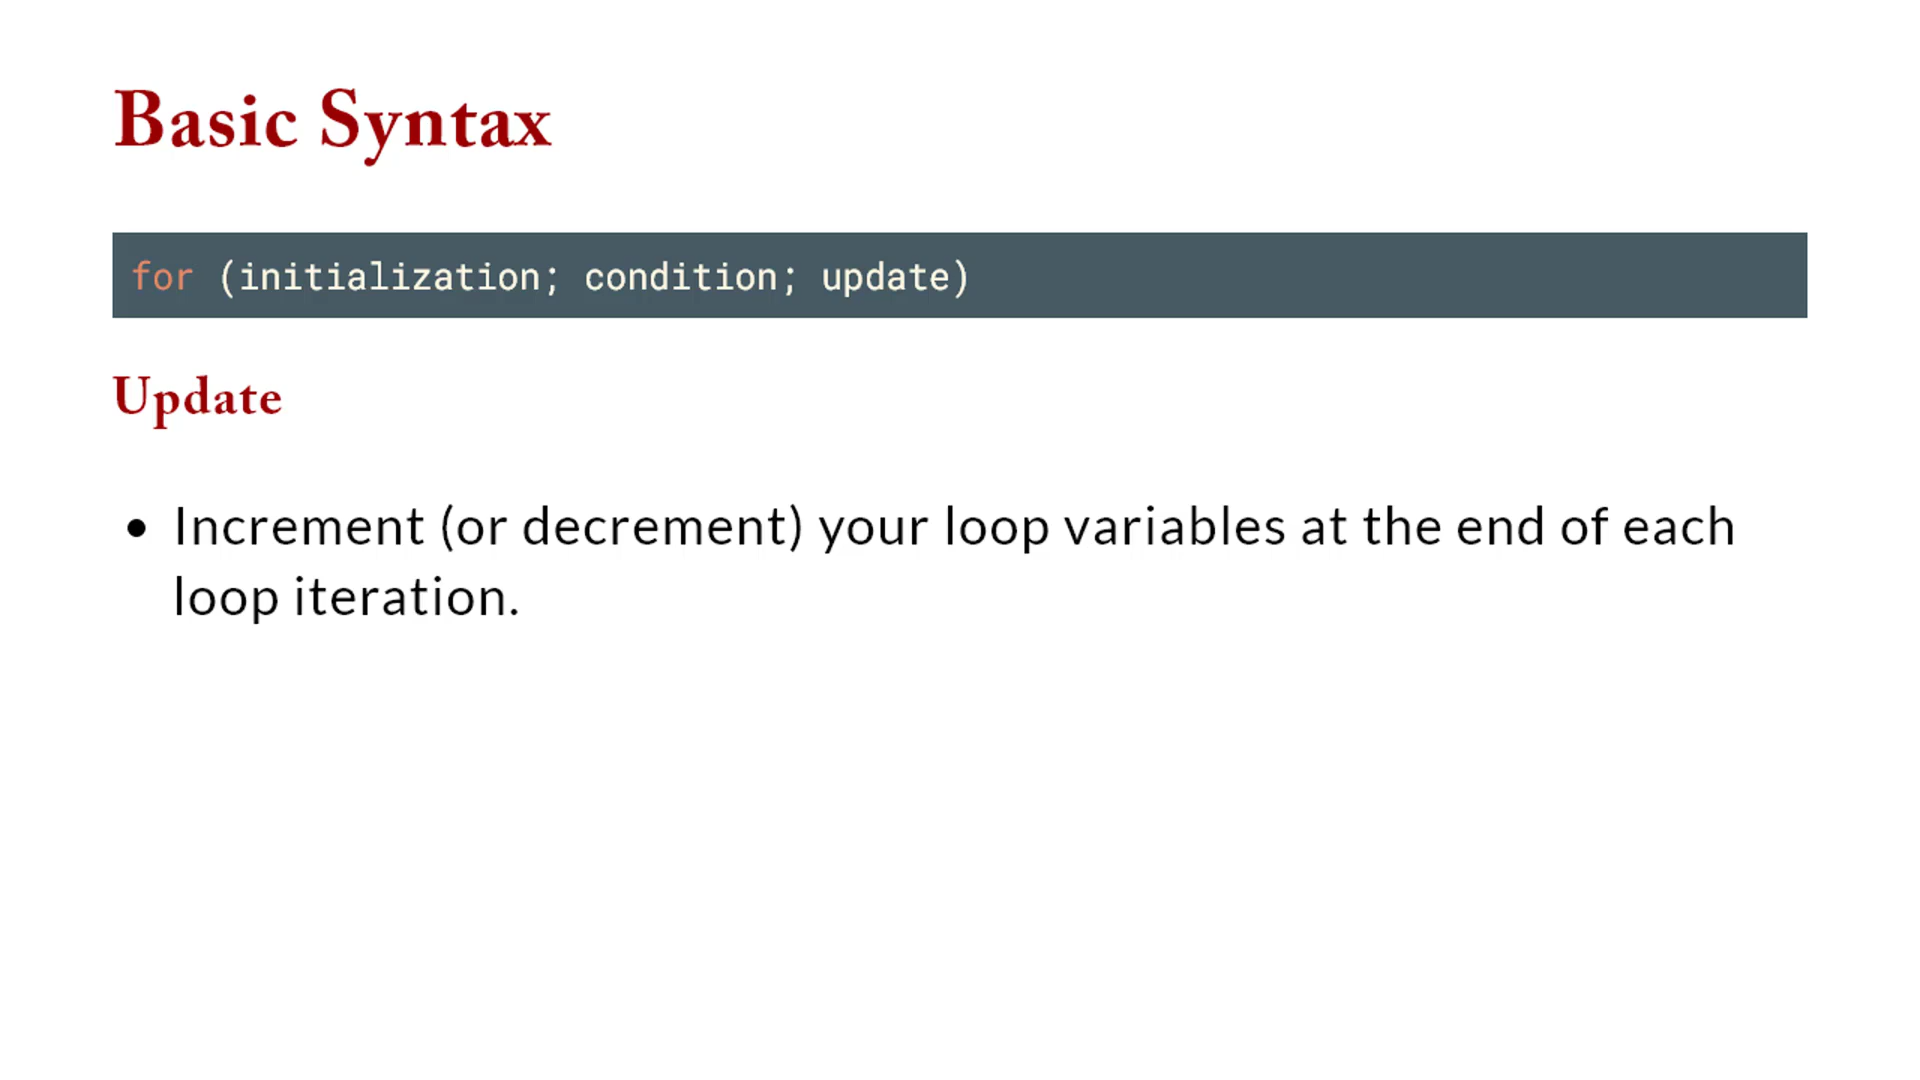 Basic Syntax
for (initialization; condition; update)
Update
• Increment (or decrement) your loop variables at the end of each
loop iteration.